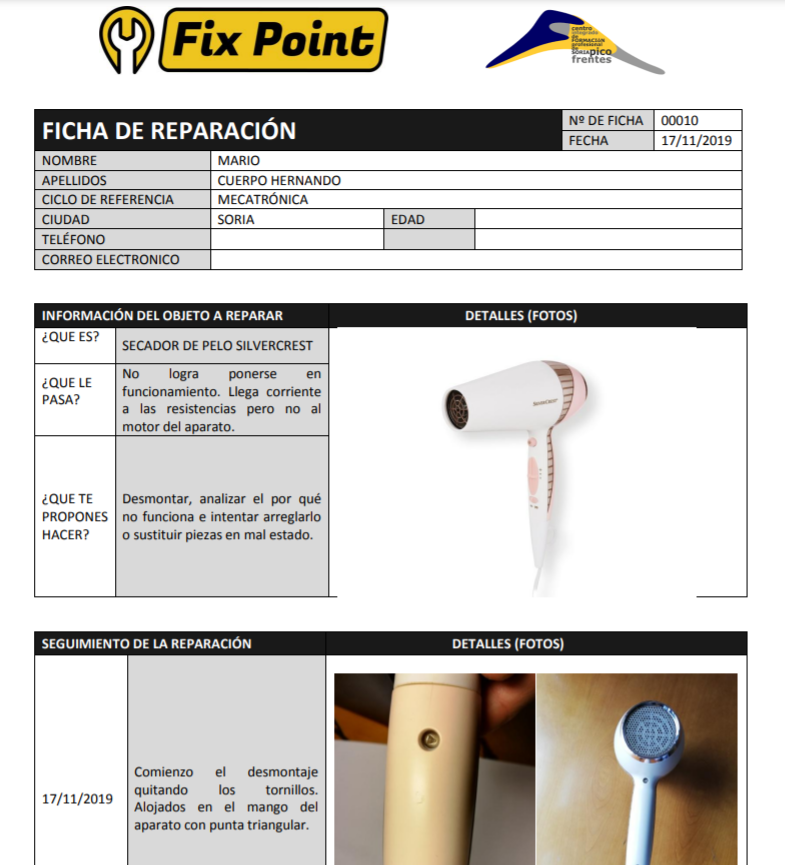 Fix Point
centro
integrado
de
FORMACIÓN
profesional
de
SORIA pico
frentes
FICHA DE REPARACIÓN
Nº DE FICHA 00010
FECHA 17/11/2019
NOMBRE MARIO
APELLIDOS CUERPO HERNANDO
CICLO DE REFERENCIA MECATRÓNICA
CIUDAD SORIA EDAD
TELÉFONO
CORREO ELECTRONICO
INFORMACIÓN DEL OBJETO A REPARAR DETALLES (FOTOS)
¿QUE ES?
SECADOR DE PELO SILVERCREST
¿QUE LE
PASA?
No logra ponerse en
funcionamiento. Llega corriente
a las resistencias pero no al
motor del aparato.
¿QUE TE
PROPONES
HACER?
Desmontar, analizar el por qué
no funciona e intentar arreglarlo
o sustituir piezas en mal estado.
SEGUIMIENTO DE LA REPARACIÓN DETALLES (FOTOS)
17/11/2019
Comienzo el desmontaje
quitando los tornillos.
Alojados en el mango del
aparato con punta triangular.